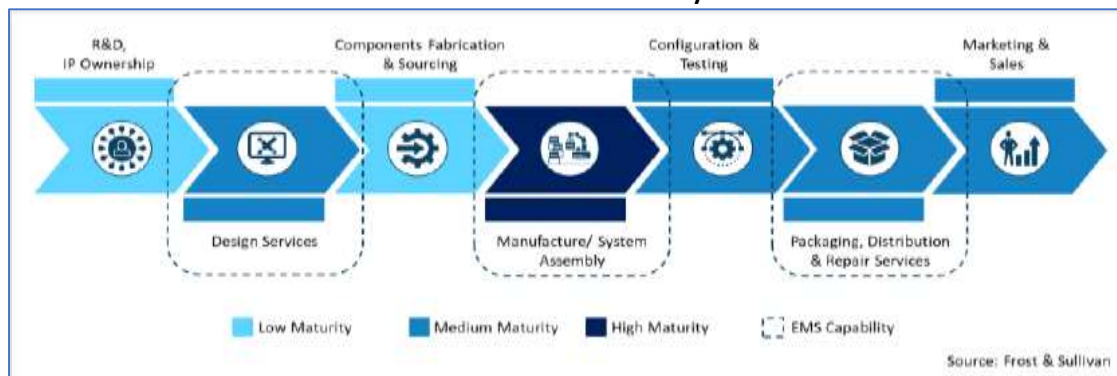 R&D,
IP Ownership
Components Fabrication
& Sourcing
Configuration &
Testing
Marketing &
Sales
Design Services
Manufacture/ System
Assembly
Packaging, Distribution
& Repair Services
Low Maturity
Medium Maturity
High Maturity
EMS Capability
Source: Frost & Sullivan